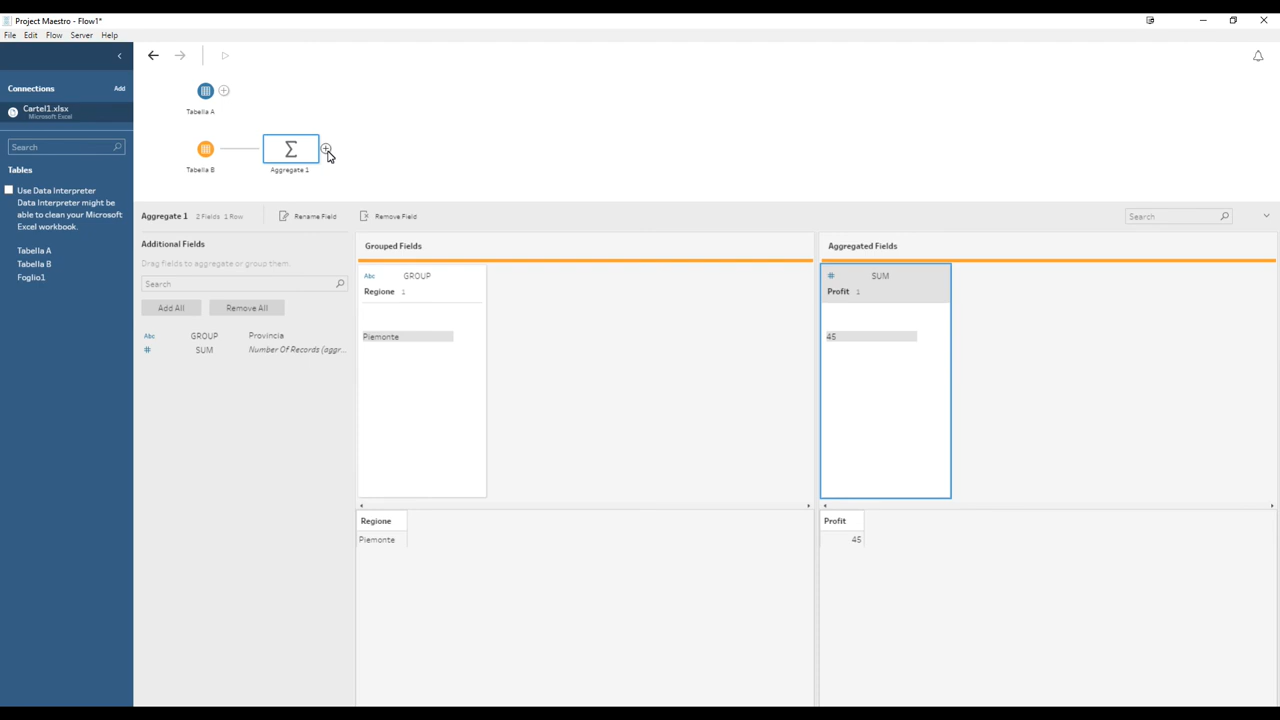 Project Maestro - Flow1*
File Edit Flow Server Help
Connections Add
Cartel1.xlsx
Microsoft Excel
Search
Tables
Use Data Interpreter
Data Interpreter might be
able to clean your Microsoft
Excel workbook.
Tabella A
Tabella B
Foglio1
Tabella A
Tabella B
Aggregate 1
Aggregate 1 2 Fields 1 Row Rename Field Remove Field Search
Additional Fields
Drag fields to aggregate or group them.
Search
Add All Remove All
Abc GROUP Provincia
# SUM Number Of Records (aggr...
Grouped Fields
Abc GROUP
Regione 1
Piemonte
Regione
Piemonte
Aggregated Fields
# SUM
Profit 1
45
Profit
45